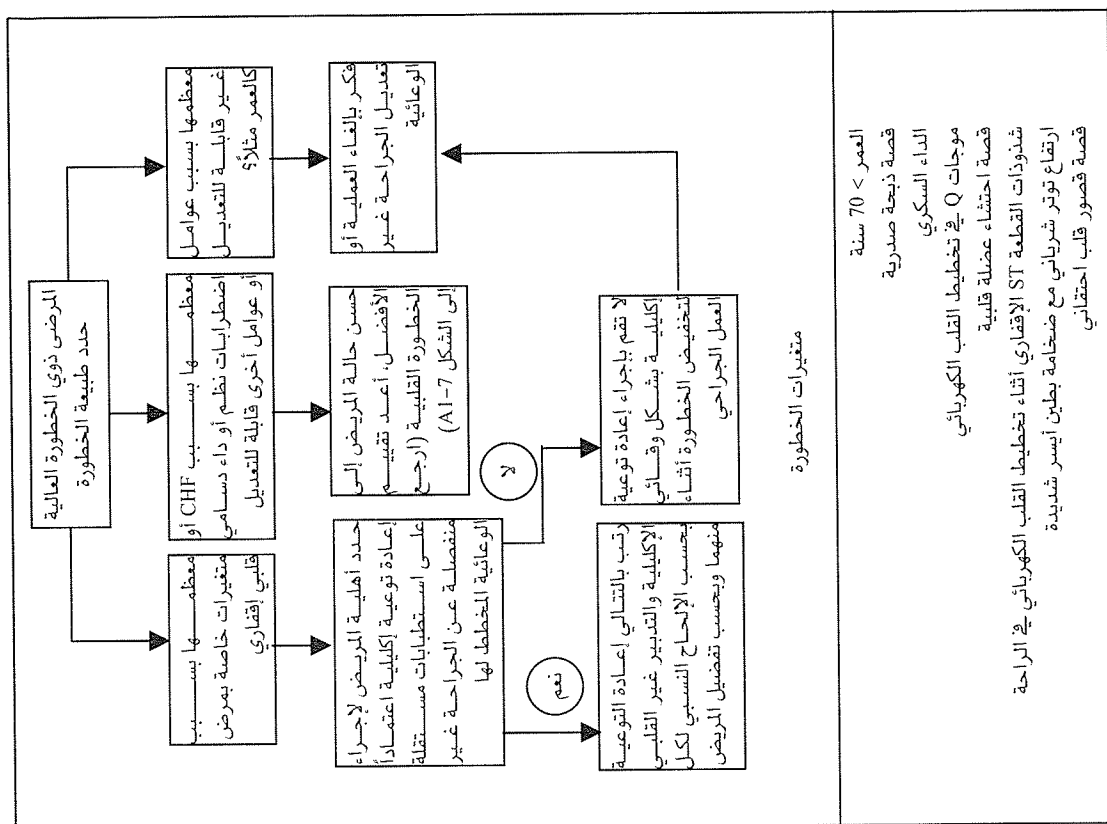 المرضى ذوي الخطورة العالية
حدد طبيعة الخطورة
معظمها بسبب
متغيرات خاصة بمرض
قلبي إقفاري
معظمها بسبب CHF أو
اضطرابات نظم أو داء دسامي
أو عوامل أخرى قابلة للتعديل
معظمها بسبب عوامل
غير قابلة للتعديل
كالعمر مثلاً؟
حدد أهلية المريض لإجراء
إعادة توعية إكليلية اعتماداً
على استطبابات مستقلة
منفصلة عن الجراحة غير
الوعائية المخطط لها
حسن حالة المريض إلى
الأفضل، أعد تقييم
الخطورة القلبية (ارجع
إلى الشكل A1-7)
فكر بإلغاء العملية أو
تعديل الجراحة غير
الوعائية
نعم
لا
رتب بالتتالي إعادة التوعية
الإكليلية والتدبير غير القلبي
بحسب الإلحاح النسبي لكل
منهما وبحسب تفضيل المريض
لا تقم بإجراء إعادة توعية
إكليلية بشكل وقائي
لتخفيض الخطورة أثناء
العمل الجراحي
متغيرات الخطورة
العمر > 70 سنة
قصة ذبحة صدرية
الداء السكري
موجات Q في تخطيط القلب الكهربائي
قصة احتشاء عضلة قلبية
شذوذات القطعة ST الإقفاري أثناء تخطيط القلب الكهربائي في الراحة
ارتفاع توتر شرياني مع ضخامة بطين أيسر شديدة
قصة قصور قلب احتقاني